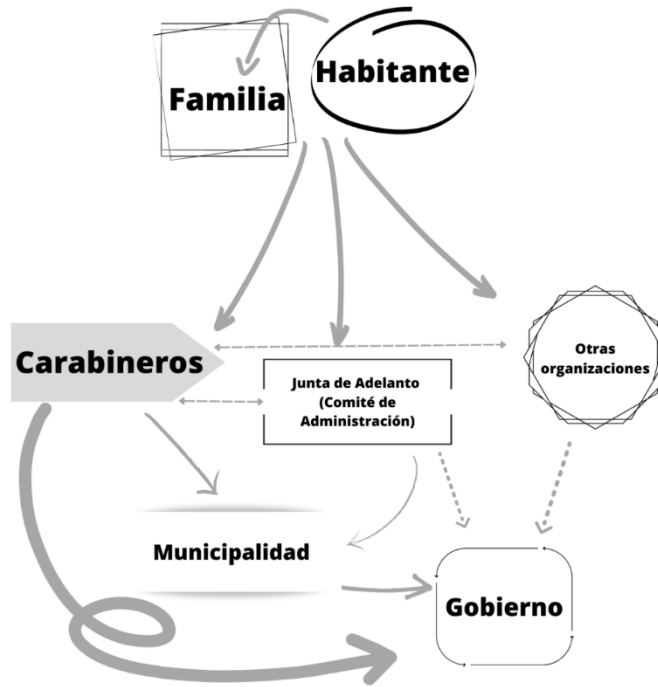 Habitante
Familia
Carabineros
Otras
organizaciones
Junta de Adelanto
(Comité de
Administración)
Municipalidad
Gobierno